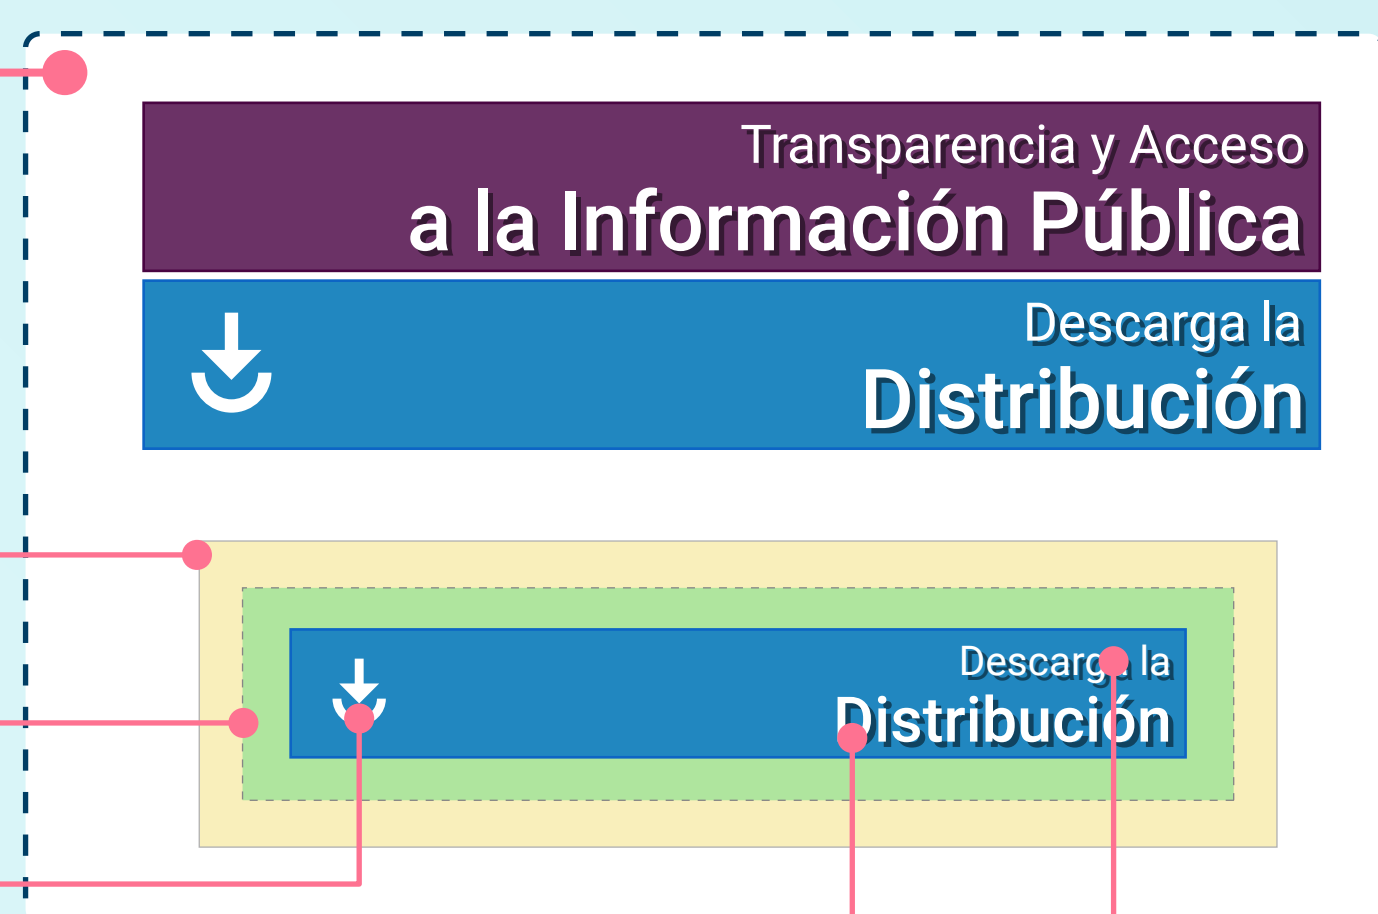 Transparencia y Acceso
a la Información Pública
Descarga la
Distribución
Descarga la
Distribución